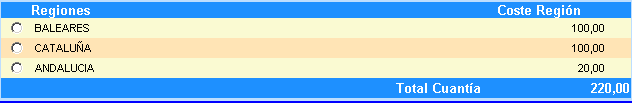 Regiones Coste Región
BALEARES 100,00
CATALUÑA 100,00
ANDALUCIA 20,00
Total Cuantía 220,00